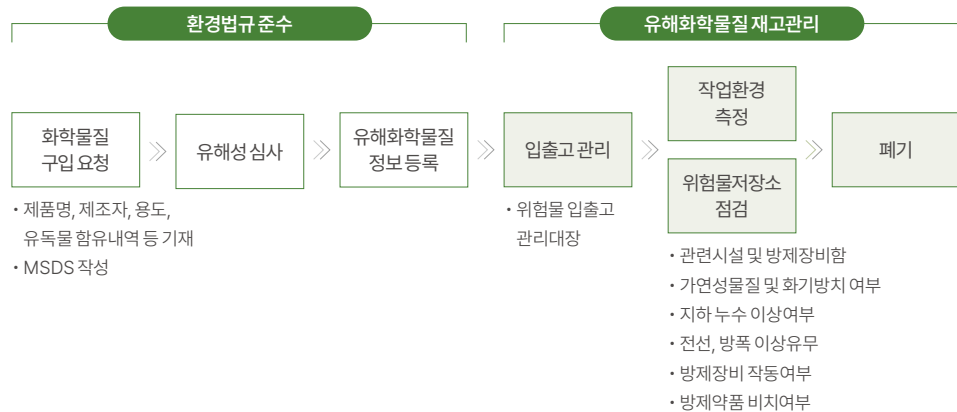 환경법규 준수
유해화학물질 재고관리
화학물질
구입 요청
유해성 심사
유해화학물질
정보 등록
입출고 관리
작업환경
측정
위험물저장소
점검
폐기
• 제품명, 제조자, 용도,
유독물 함유내역 등 기재
• MSDS 작성
• 위험물 입출고
관리대장
• 관련시설 및 방제장비함
• 가연성물질 및 화기방치 여부
• 지하 누수 이상여부
• 전선, 방폭 이상유무
• 방제장비 작동여부
• 방제약품 비치여부